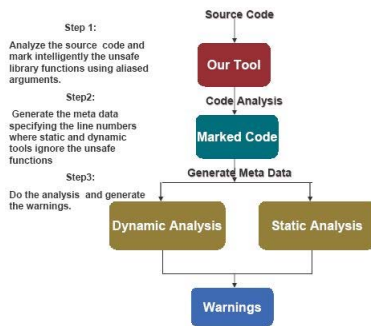 Step 1:
Analyze the source code and
mark intelligently the unsafe
library functions using aliased
arguments.
Step2:
Generate the meta data
specifying the line numbers
where static and dynamic
tools ignore the unsafe
functions
Step3:
Do the analysis and generate
the warnings.
Source Code
Our Tool
Code Analysis
Marked Code
Generate Meta Data
Dynamic Analysis
Static Analysis
Warnings